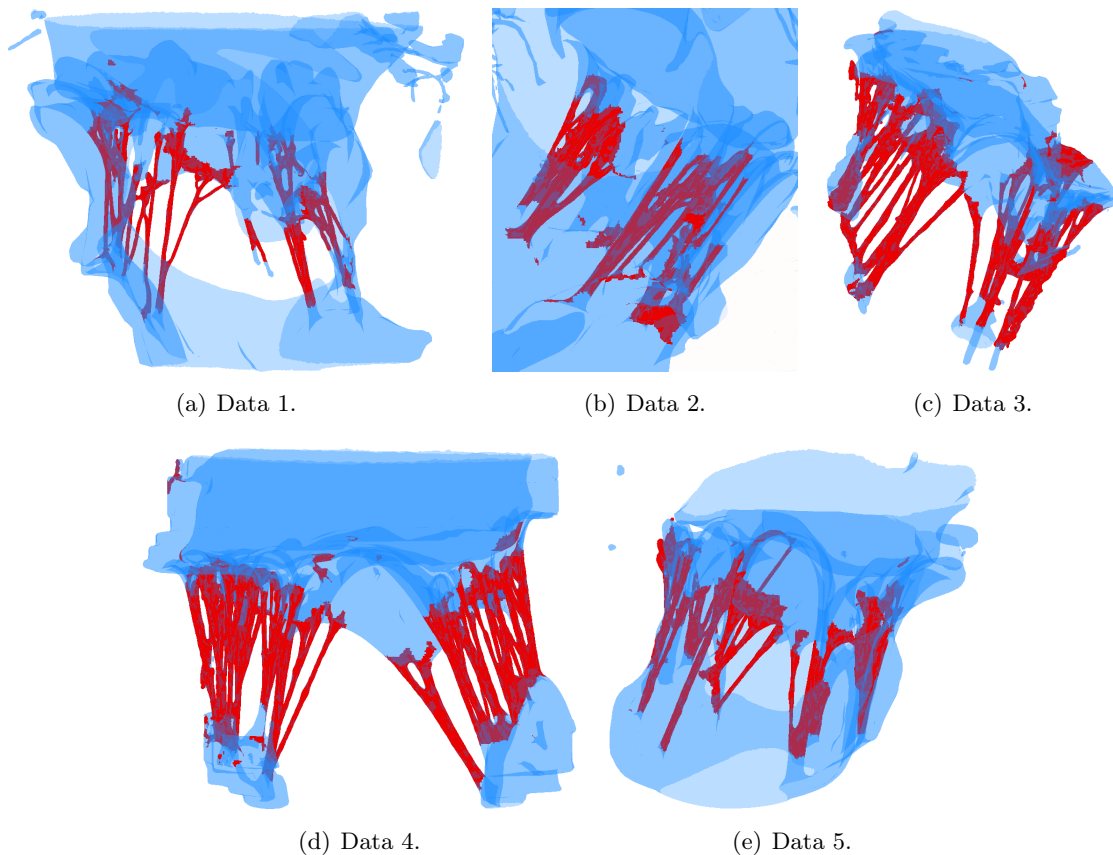 (a) Data 1.
(b) Data 2.
(c) Data 3.
(d) Data 4.
(e) Data 5.